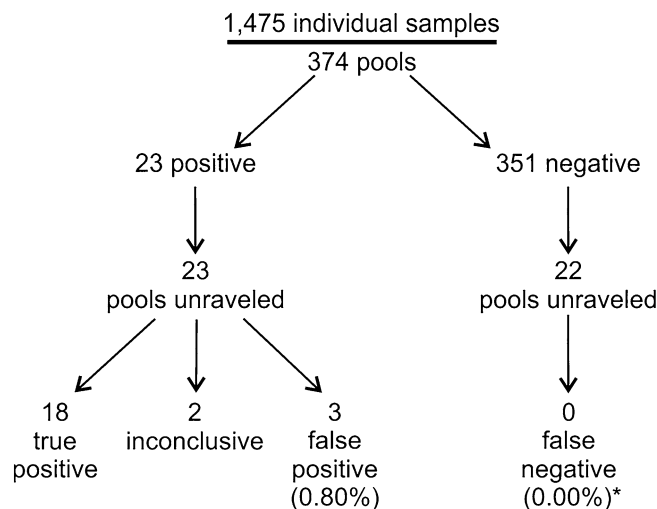 1,475 individual samples
374 pools
23 positive
351 negative
23
pools unraveled
22
pools unraveled
18
true
positive
2
inconclusive
3
false
positive
(0.80%)
0
false
negative
(0.00%)*